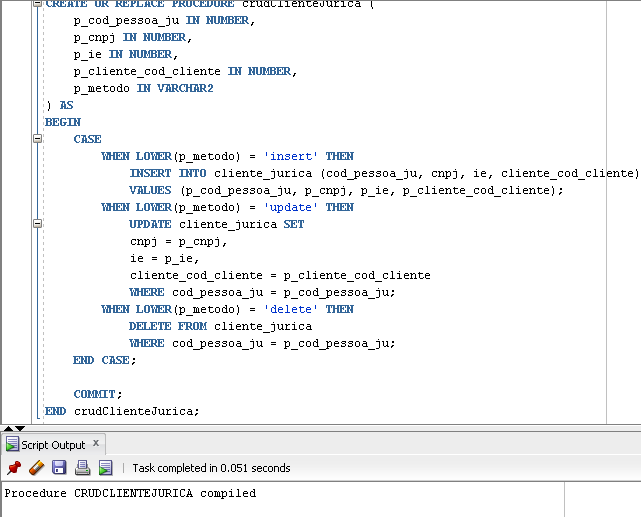 CREATE OR REPLACE PROCEDURE crudClienteJurica (
p_cod_pessoa_ju IN NUMBER,
p_cnpj IN NUMBER,
p_ie IN NUMBER,
p_cliente_cod_cliente IN NUMBER,
p_metodo IN VARCHAR2
) AS
BEGIN
CASE
WHEN LOWER(p_metodo) = 'insert' THEN
INSERT INTO cliente_jurica (cod_pessoa_ju, cnpj, ie, cliente_cod_cliente)
VALUES (p_cod_pessoa_ju, p_cnpj, p_ie, p_cliente_cod_cliente);
WHEN LOWER(p_metodo) = 'update' THEN
UPDATE cliente_jurica SET
cnpj = p_cnpj,
ie = p_ie,
cliente_cod_cliente = p_cliente_cod_cliente
WHERE cod_pessoa_ju = p_cod_pessoa_ju;
WHEN LOWER(p_metodo) = 'delete' THEN
DELETE FROM cliente_jurica
WHERE cod_pessoa_ju = p_cod_pessoa_ju;
END CASE;
COMMIT;
END crudClienteJurica;
Script Output x
Task completed in 0.051 seconds
Procedure CRUDCLIENTEJURICA compiled